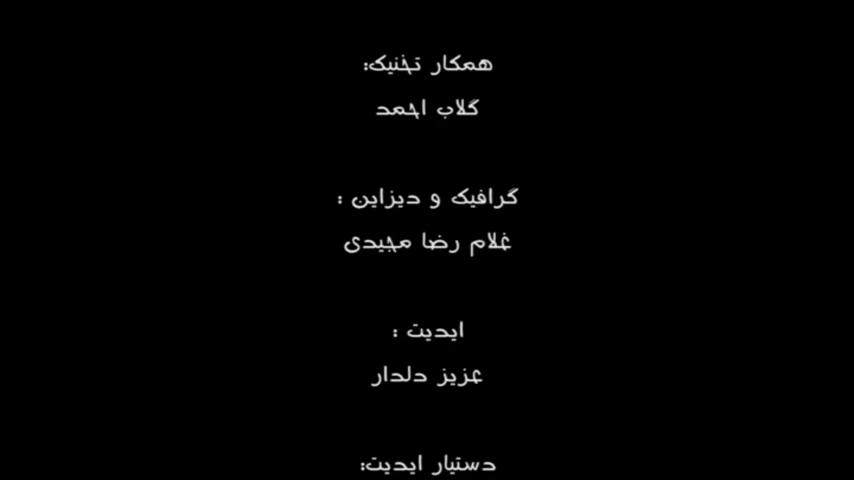 همکار تخنیک:
گلاب احمد
گرافیک و دیزاین :
غلام رضا مجیدی
ایدیت :
عزیز دلدار
دستیار ایدیت: